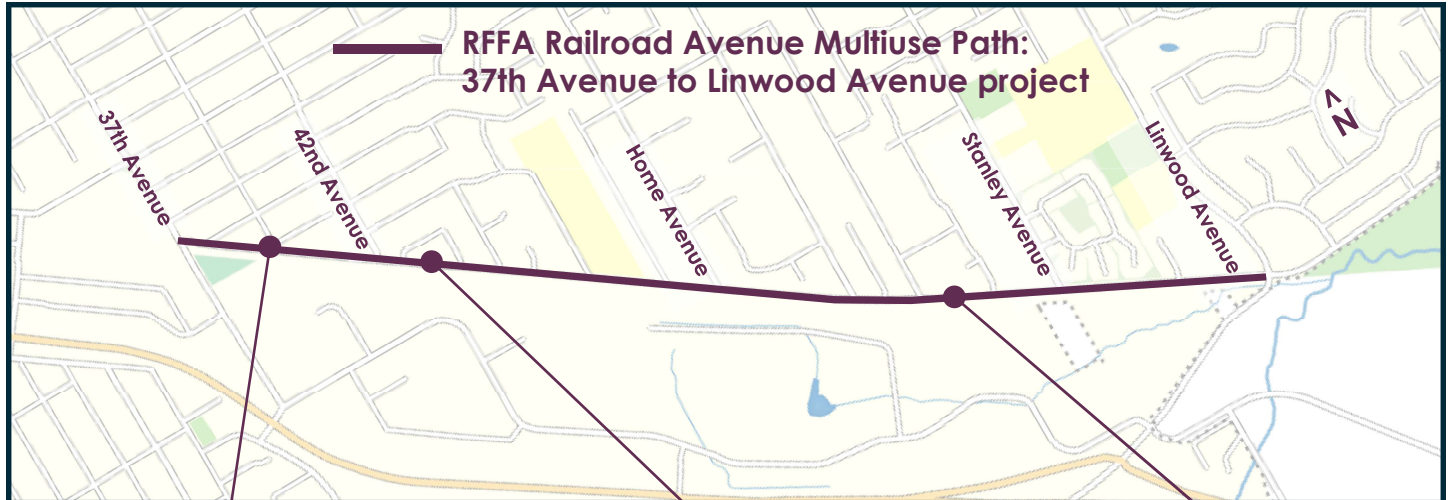 RFFA Railroad Avenue Multiuse Path:
37th Avenue to Linwood Avenue project
37th Avenue
42nd Avenue
Home Avenue
Stanley Avenue
Linwood Avenue
< N